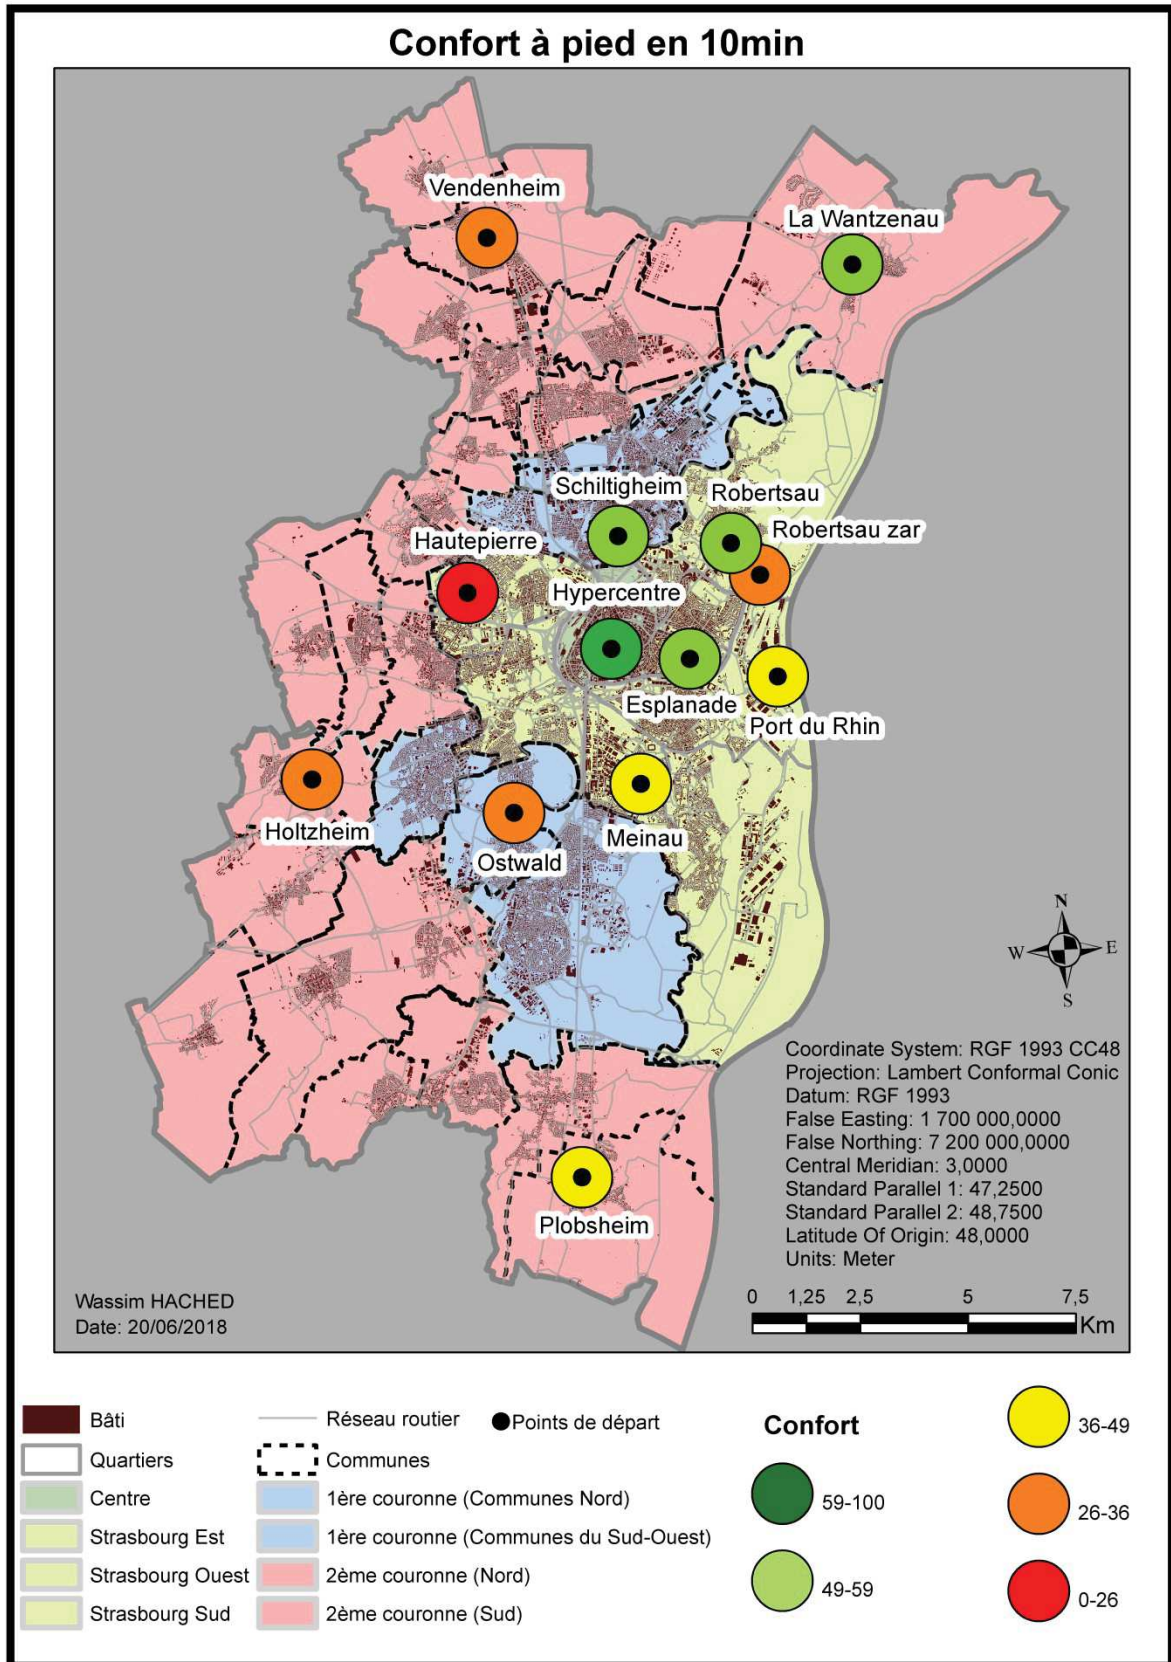 Confort à pied en 10min
Vendenheim
La Wantzenau
Schiltigheim
Robertsau
Robertsau zar
Hautepierre
Hypercentre
Esplanade
Port du Rhin
Holtzheim
Ostwald
Meinau
Plobsheim
N
W
E
S
Coordinate System: RGF 1993 CC48
Projection: Lambert Conformal Conic
Datum: RGF 1993
False Easting: 1 700 000,0000
False Northing: 7 200 000,0000
Central Meridian: 3,0000
Standard Parallel 1: 47,2500
Standard Parallel 2: 48,7500
Latitude Of Origin: 48,0000
Units: Meter
Wassim HACHED
Date: 20/06/2018
0 1,25 2,5 5 7,5
Km
Bâti
Quartiers
Centre
Strasbourg Est
Strasbourg Ouest
Strasbourg Sud
Réseau routier
Points de départ
Communes
1ère couronne (Communes Nord)
1ère couronne (Communes du Sud-Ouest)
2ème couronne (Nord)
2ème couronne (Sud)
Confort
59-100
49-59
36-49
26-36
0-26